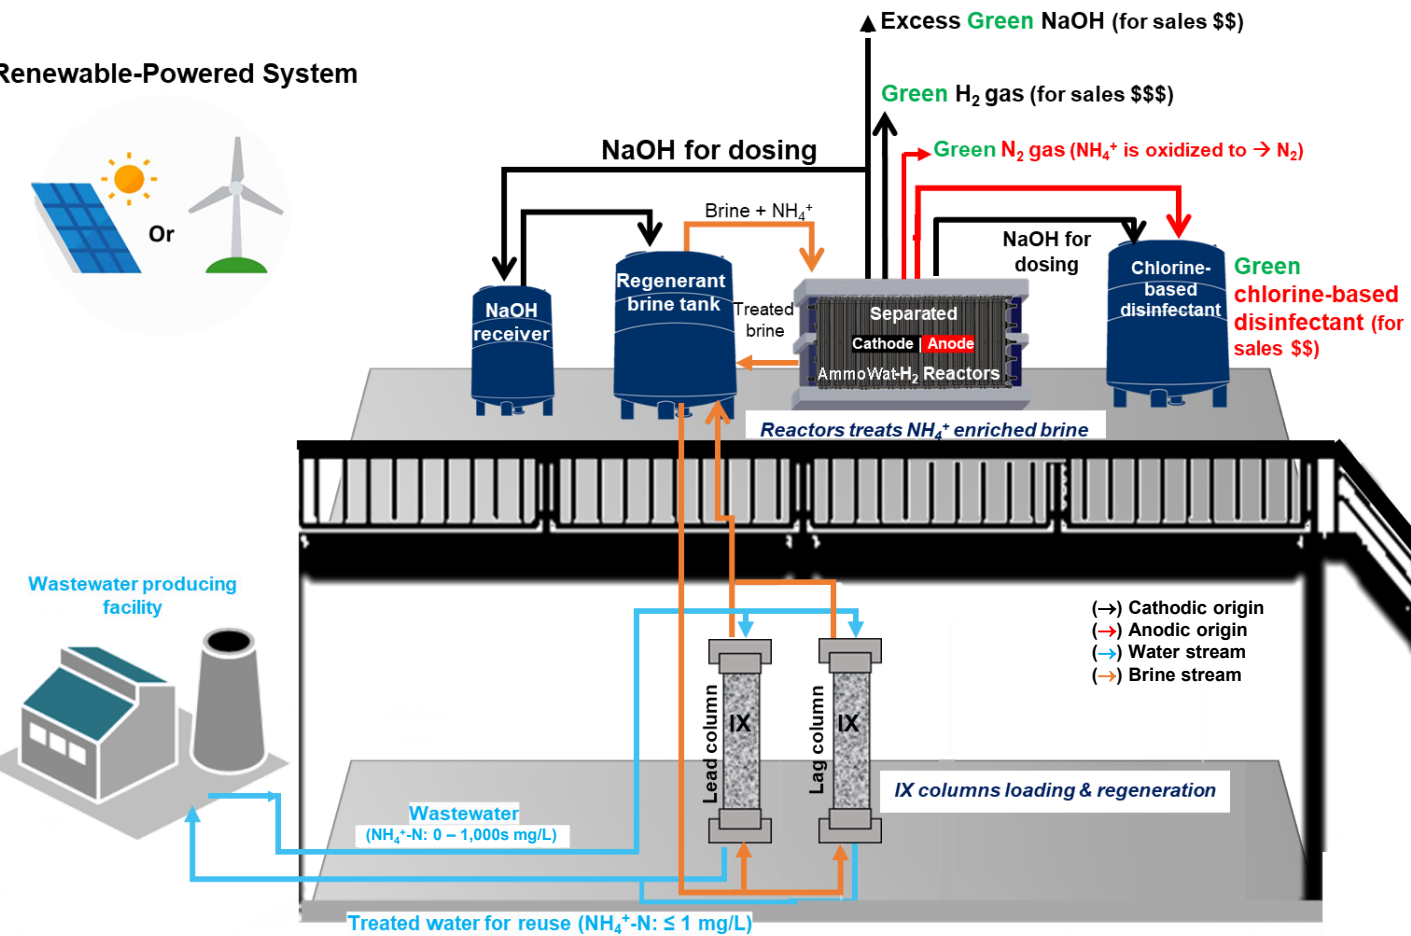 Excess Green NaOH (for sales $$)
Renewable-Powered System
Green H₂ gas (for sales $$$)
NaOH for dosing
Green N₂ gas (NH₄⁺ is oxidized to → N₂)
Or
Brine + NH₄⁺
NaOH for
dosing
NaOH
receiver
Regenerant
brine tank
Treated
brine
Separated
Cathode | Anode
AmmoWat-H₂ Reactors
Chlorine-
based
disinfectant
Green
chlorine-based
disinfectant (for
sales $$)
Reactors treats NH₄⁺ enriched brine
Wastewater producing
facility
(→) Cathodic origin
(→) Anodic origin
(→) Water stream
(→) Brine stream
Lead column
IX
Lag column
IX
IX columns loading & regeneration
Wastewater
(NH₄⁺-N: 0 – 1,000s mg/L)
Treated water for reuse (NH₄⁺-N: ≤ 1 mg/L)